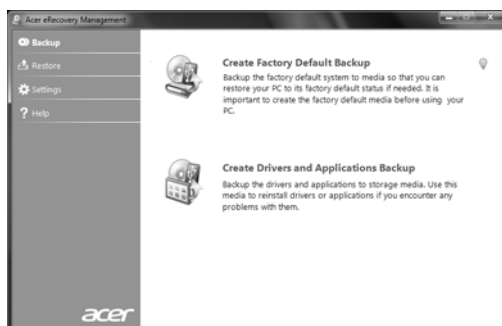 Acer eRecovery Management
Backup
Restore
Settings
Help
Create Factory Default Backup
Backup the factory default system to media so that you can
restore your PC to its factory default status if needed. It is
important to create the factory default media before using your
PC.
Create Drivers and Applications Backup
Backup the drivers and applications to storage media. Use this
media to reinstall drivers or applications if you encounter any
problems with them.
acer